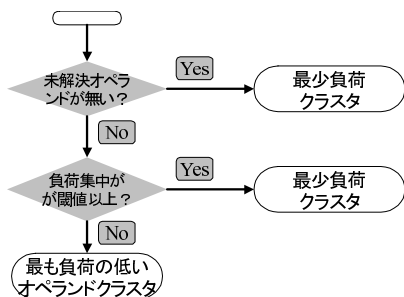 未解決オペラ
ンドが無い？
Yes
最少負荷
クラスタ
No
負荷集中が
が閾値以上？
Yes
最少負荷
クラスタ
No
最も負荷の低い
オペランドクラスタ